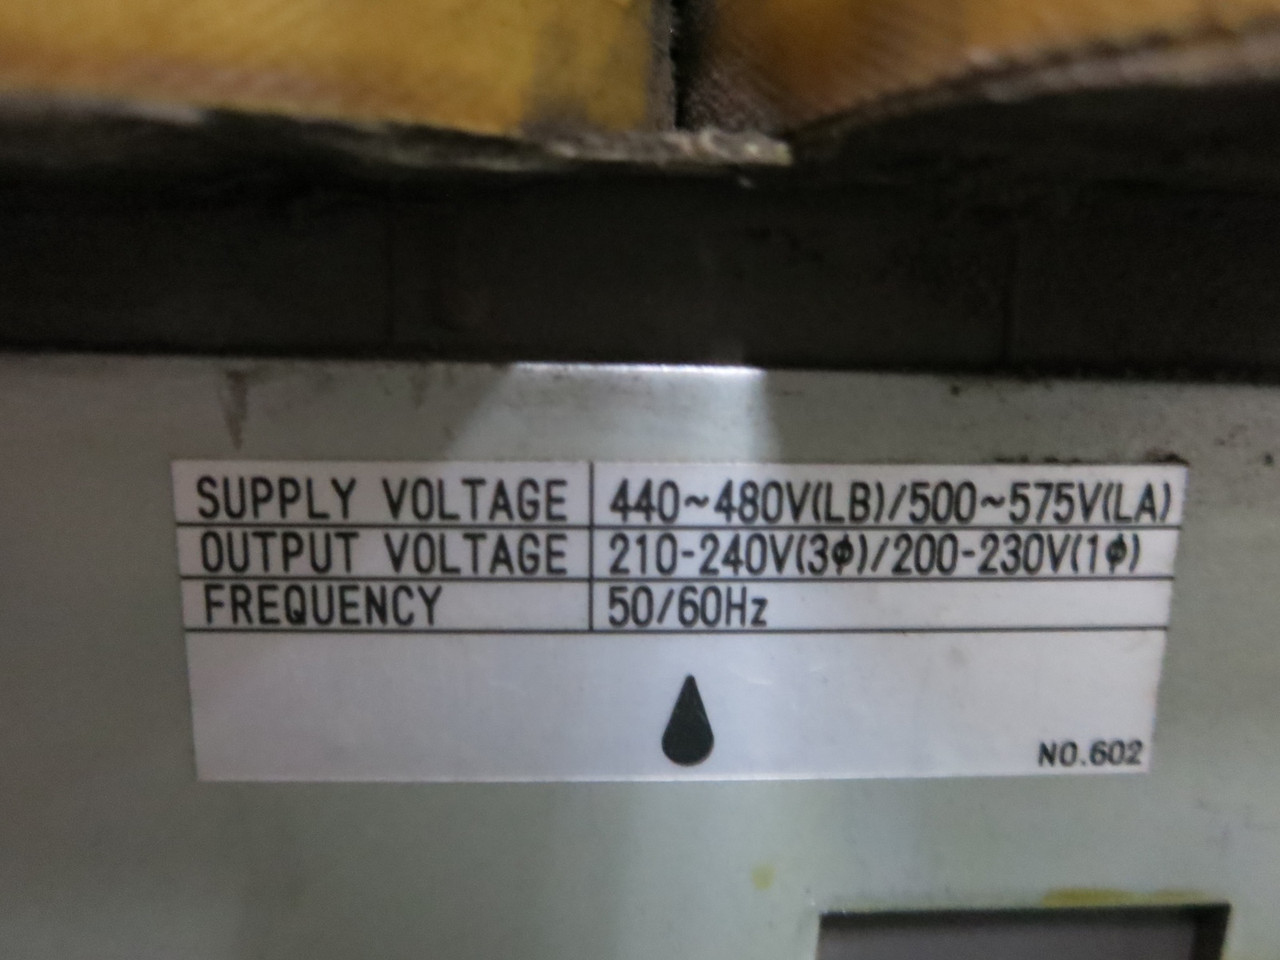 SUPPLY VOLTAGE 440~480V(LB)/500~575V(LA)
OUTPUT VOLTAGE 210-240V(3φ)/200-230V(1φ)
FREQUENCY 50/60Hz
NO.602